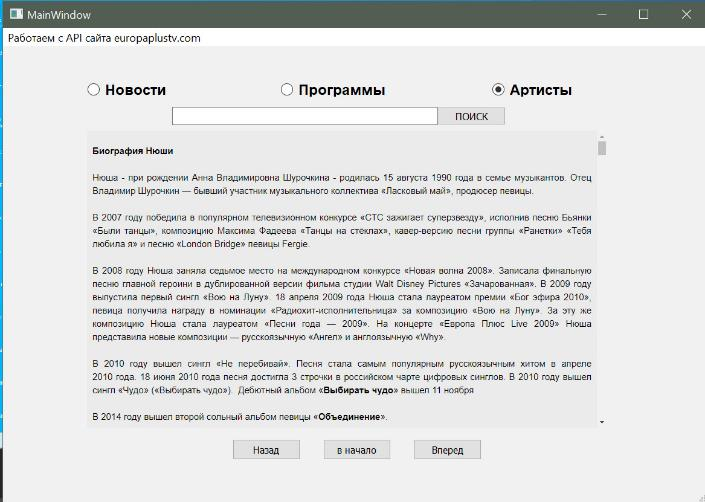 MainWindow
Работаем с API сайта europaplustv.com
Новости Программы Артисты
ПОИСК
Биография Нюши
Нюша - при рождении Анна Владимировна Шурочкина - родилась 15 августа 1990 года в семье музыкантов. Отец
Владимир Шурочкин — бывший участник музыкального коллектива «Ласковый май», продюсер певицы.
В 2007 году победила в популярном телевизионном конкурсе «СТС зажигает суперзвезду», исполнив песню Бьянки
«Были танцы», композицию Максима Фадеева «Танцы на стёклах», кавер-версию песни группы «Ранетки» «Тебя
любила я» и песню «London Bridge» певицы Fergie.
В 2008 году Нюша заняла седьмое место на международном конкурсе «Новая волна 2008». Записала финальную
песню главной героини в дублированной версии фильма студии Walt Disney Pictures «Зачарованная». В 2009 году
выпустила первый сингл «Вою на Луну». 18 апреля 2009 года Нюша стала лауреатом премии «Бог эфира 2010»,
певица получила награду в номинации «Радиохит-исполнительница» за композицию «Вою на Луну». За эту же
композицию Нюша стала лауреатом «Песни года — 2009». На концерте «Европа Плюс Live 2009» Нюша
представила новые композиции — русскоязычную «Ангел» и англоязычную «Why».
В 2010 году вышел сингл «Не перебивай». Песня стала самым популярным русскоязычным хитом в апреле
2010 года. 18 июня 2010 года песня достигла 3 строчки в российском чарте цифровых синглов. В 2010 году вышел
сингл «Чудо» («Выбирать чудо»). Дебютный альбом «Выбирать чудо» вышел 11 ноября
В 2014 году вышел второй сольный альбом певицы «Объединение».
Назад в начало Вперед